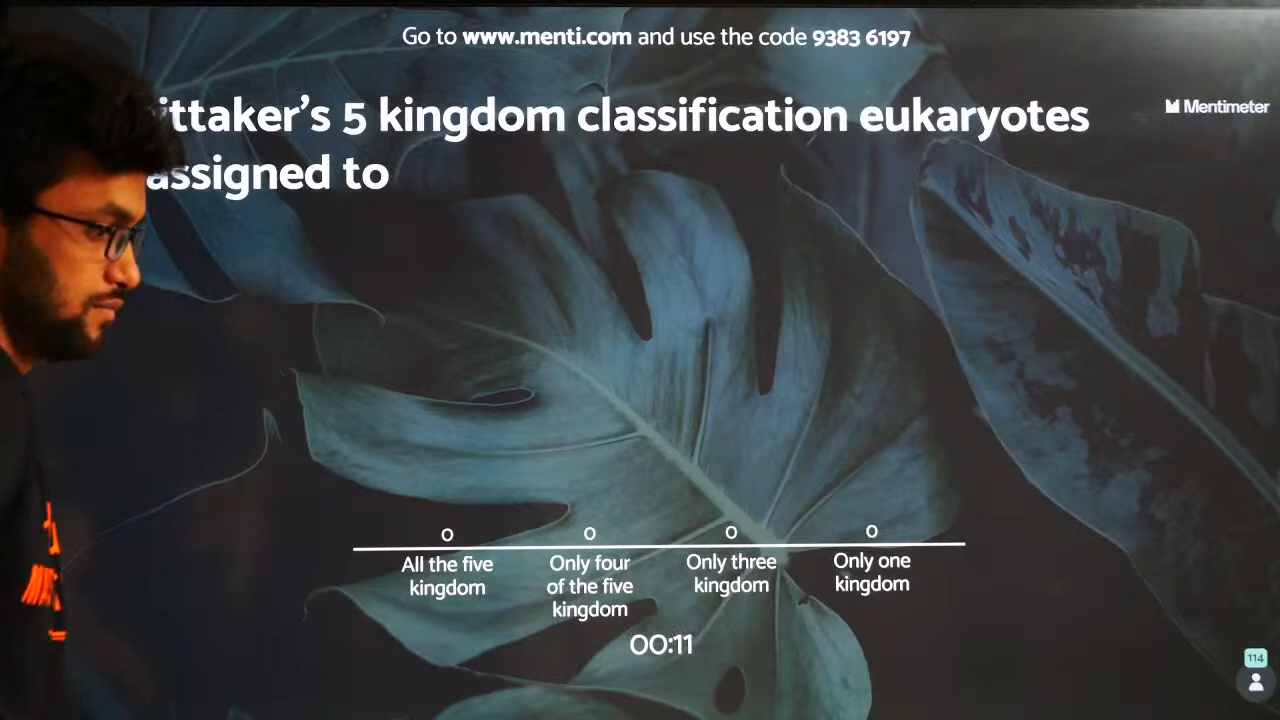 Go to www.menti.com and use the code 9383 6197
ittaker's 5 kingdom classification eukaryotes
Mentimeter
assigned to
0
0
0
0
All the five
kingdom
Only four
of the five
kingdom
Only three
kingdom
Only one
kingdom
00:11
114